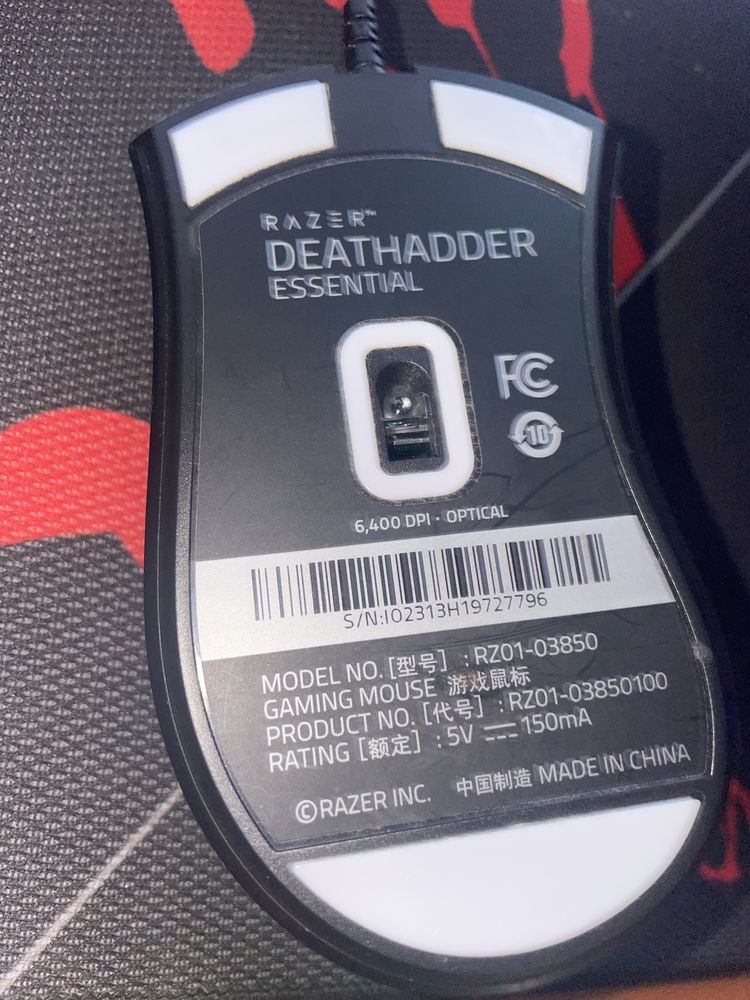 RAZER™
DEATHADDER
ESSENTIAL
FC
10
6,400 DPI · OPTICAL
S/N:IO2313H19727796
MODEL NO. [型号] : RZ01-03850
GAMING MOUSE 游戏鼠标
PRODUCT NO. [代号] : RZ01-03850100
RATING [额定] : 5V ⎓ 150mA
©RAZER INC. 中国制造 MADE IN CHINA